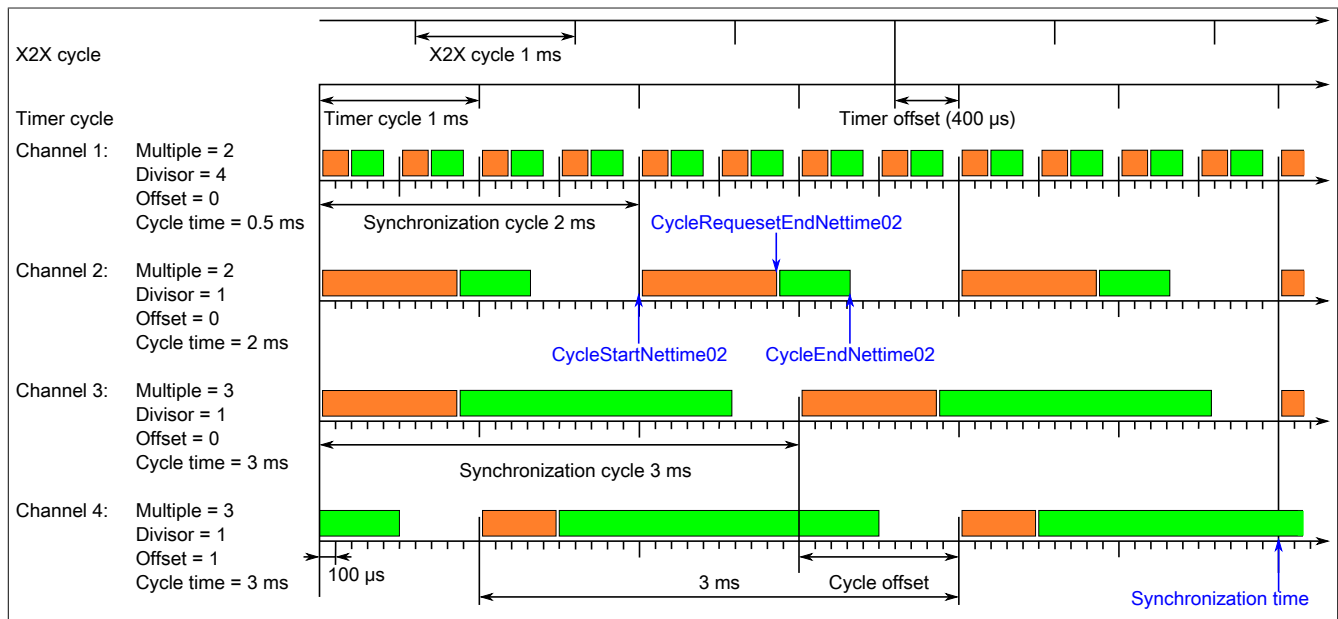 X2X cycle
X2X cycle 1 ms
Timer cycle
Timer cycle 1 ms
Timer offset (400 µs)
Channel 1:
Multiple = 2
Divisor = 4
Offset = 0
Cycle time = 0.5 ms
Synchronization cycle 2 ms
CycleRequesetEndNettime02
Channel 2:
Multiple = 2
Divisor = 1
Offset = 0
Cycle time = 2 ms
CycleStartNettime02
CycleEndNettime02
Channel 3:
Multiple = 3
Divisor = 1
Offset = 0
Cycle time = 3 ms
Synchronization cycle 3 ms
Channel 4:
Multiple = 3
Divisor = 1
Offset = 1
Cycle time = 3 ms
100 µs
3 ms
Cycle offset
Synchronization time